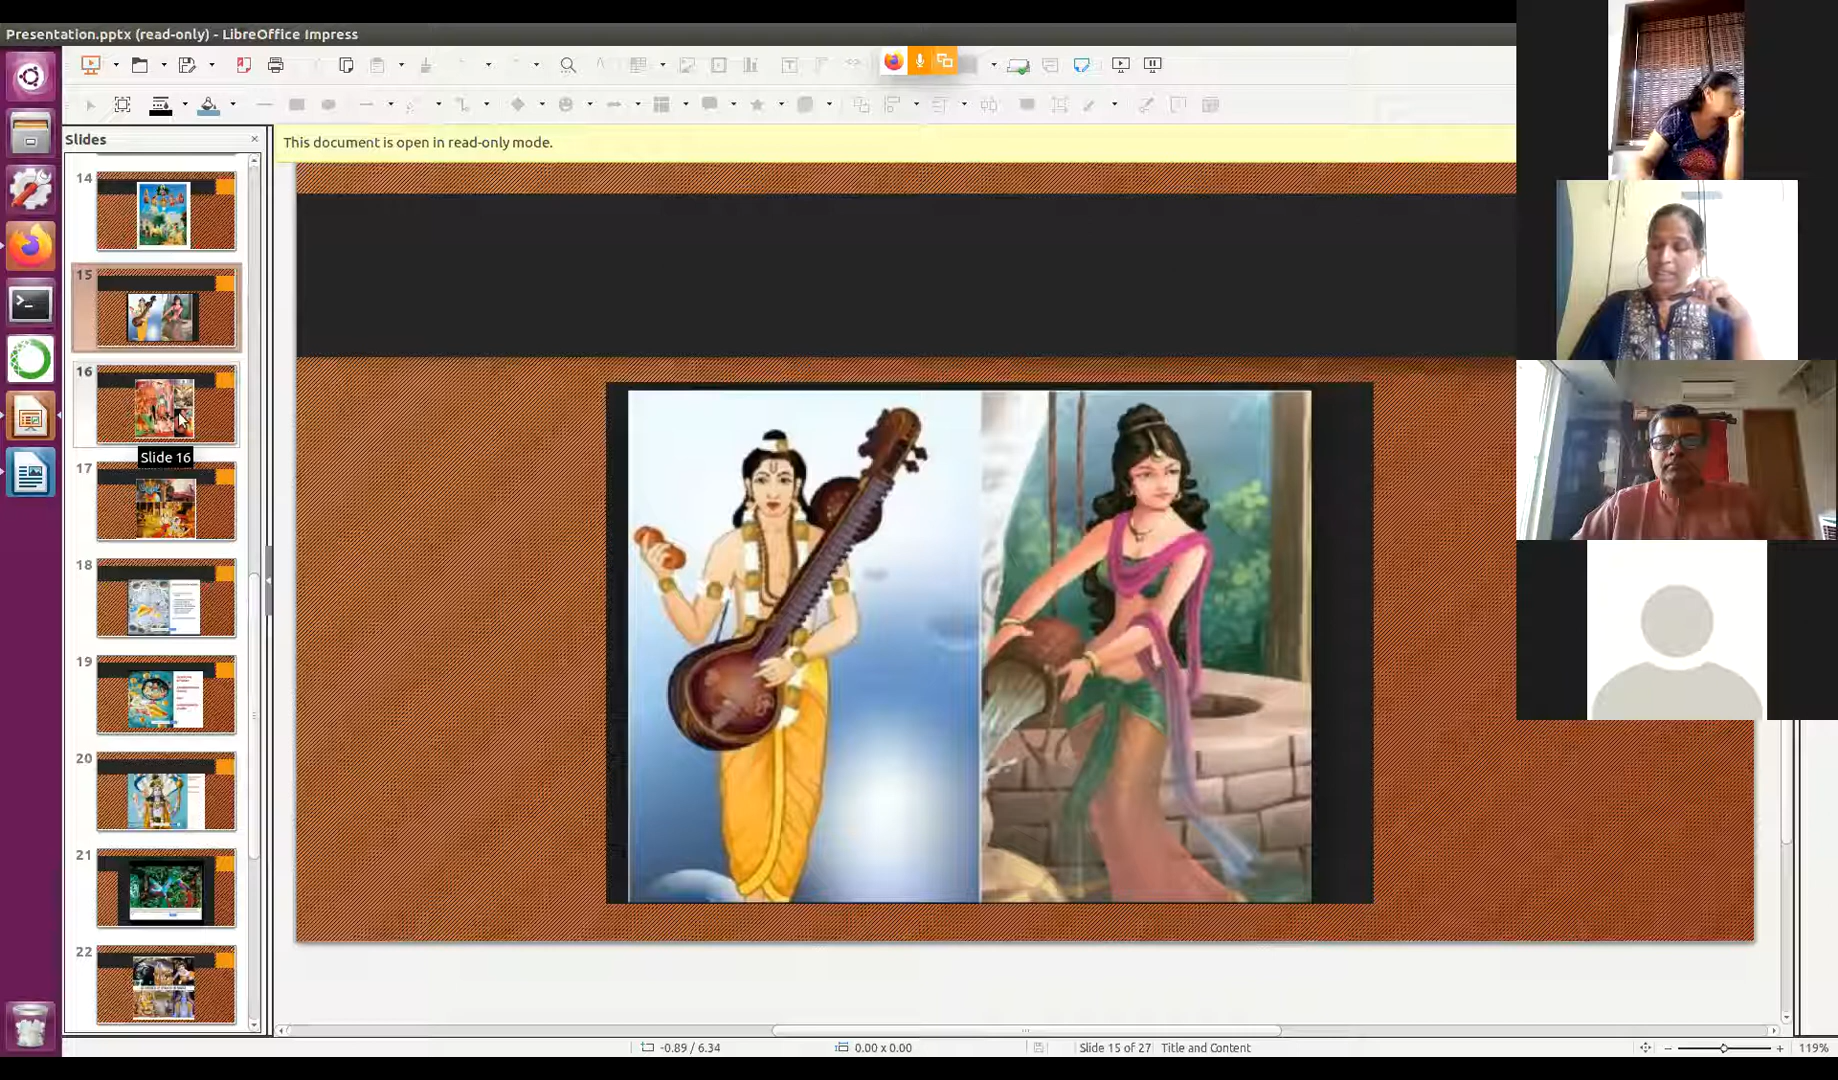 Presentation.pptx (read-only) - LibreOffice Impress
Slides
This document is open in read-only mode.
14
15
16
Slide 16
17
18
19
20
21
22
-0.89 / 6.34
0.00 x 0.00
Slide 15 of 27
Title and Content
119%